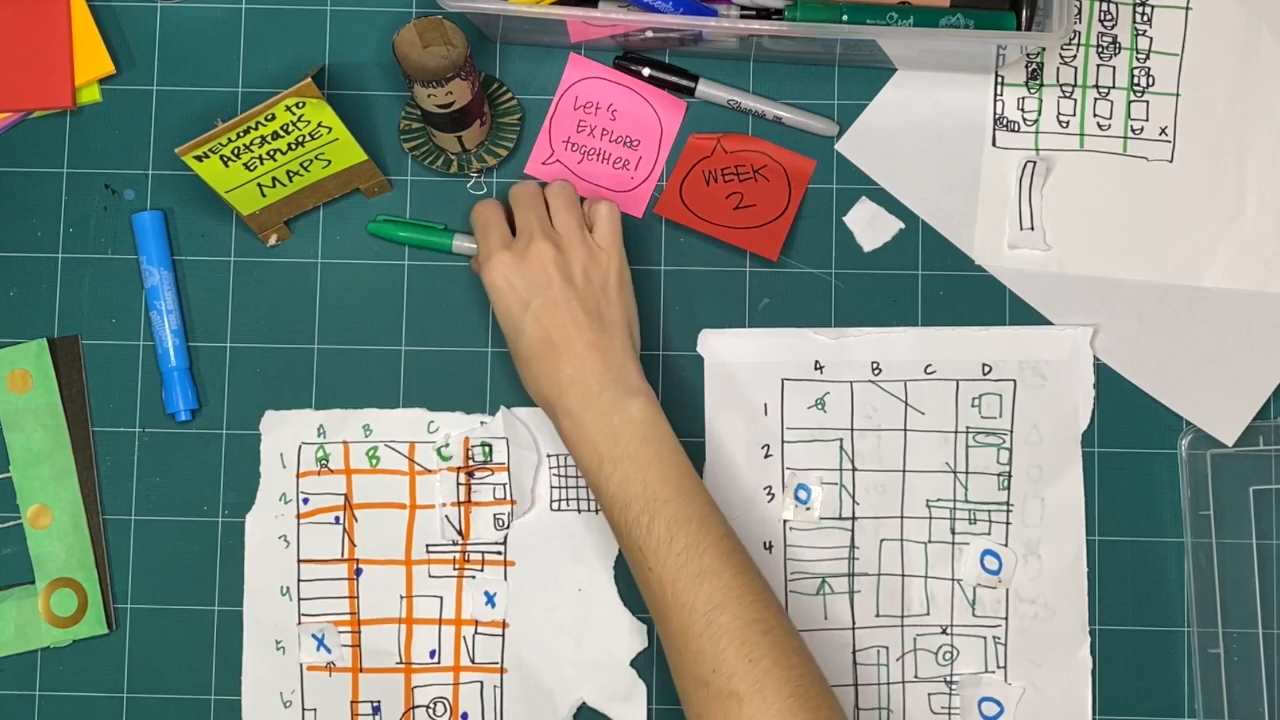 WELCOME to
ARTSTARTS
EXPLORES
MAPS
LET'S
EXPLORE
together!
WEEK
2
Sharpie
X
A B C
A B C D
1
2
3
4
5
6
X
X
A B C D
1
2
3
4
O
O
X
O